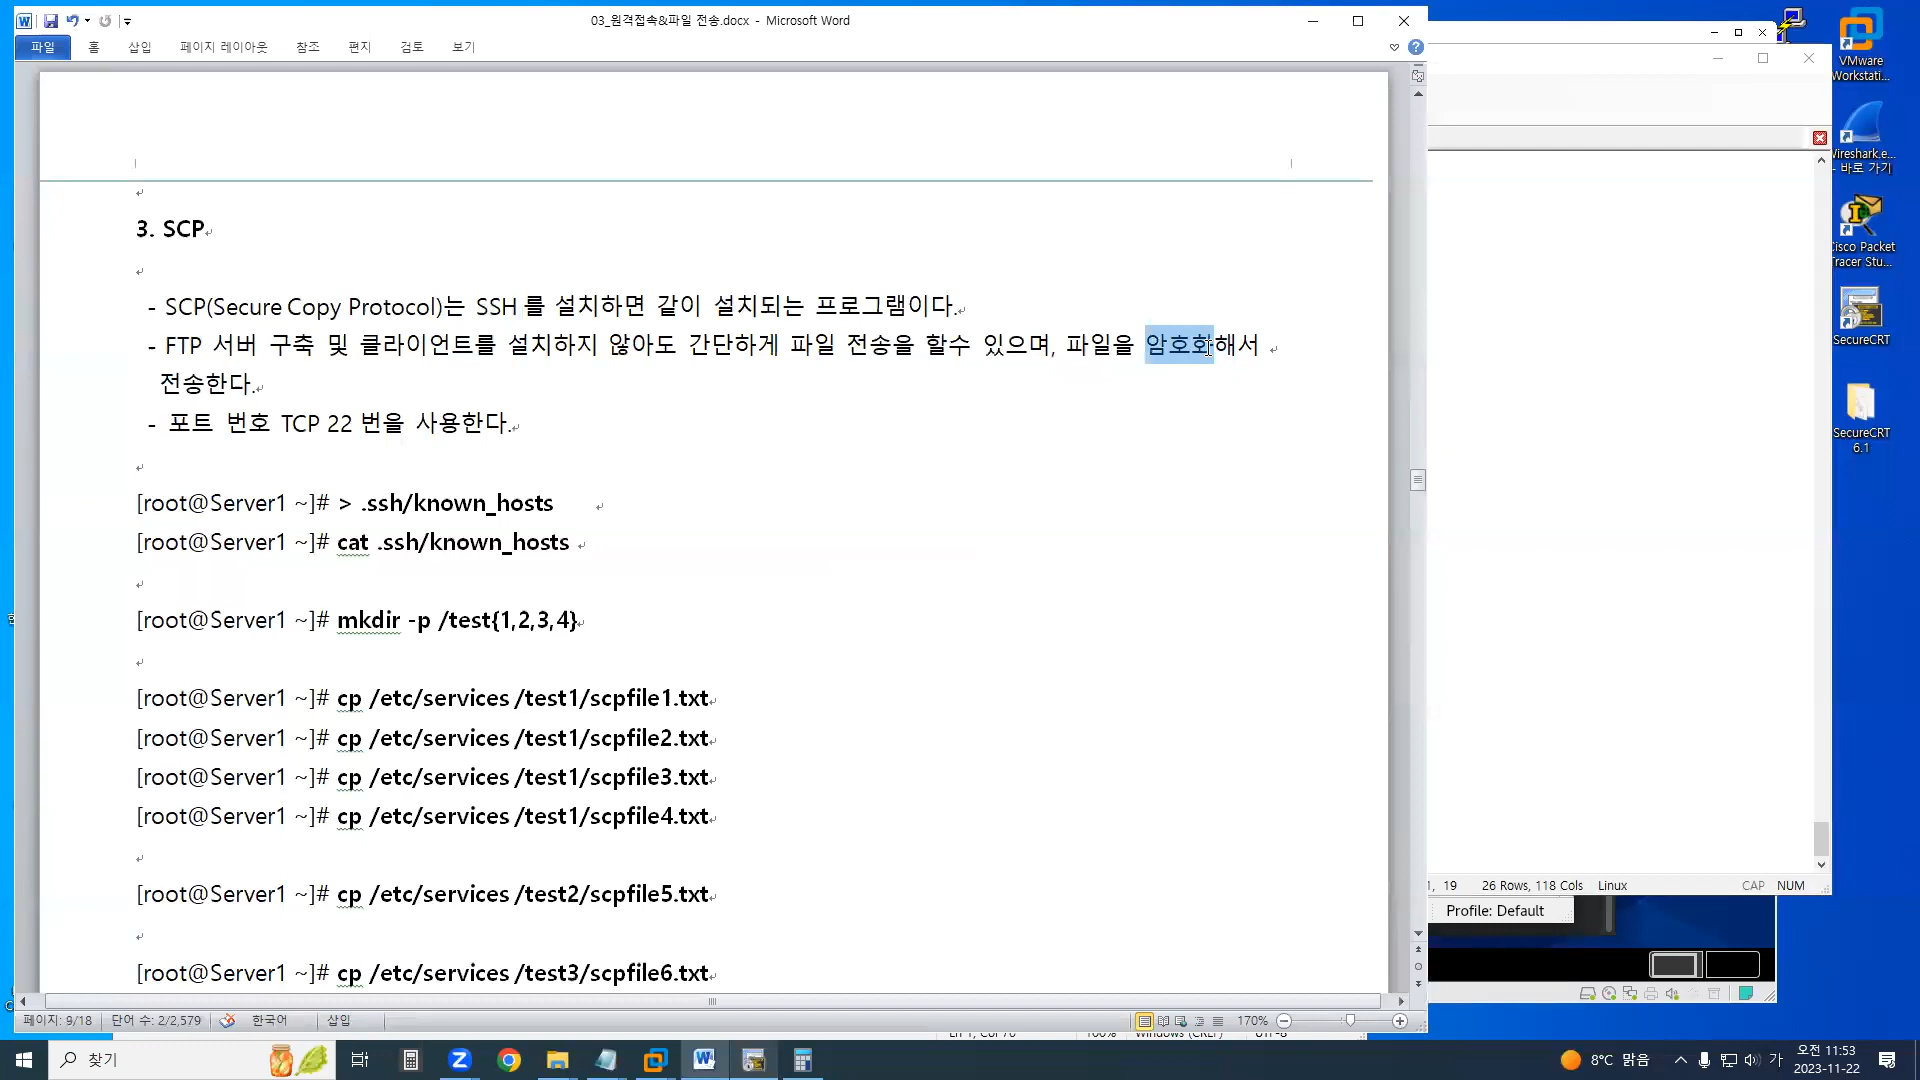 03_원격접속&파일 전송.docx - Microsoft Word
파일 홈 삽입 페이지 레이아웃 참조 편지 검토 보기
3. SCP
- SCP(Secure Copy Protocol)는 SSH 를 설치하면 같이 설치되는 프로그램이다.
- FTP 서버 구축 및 클라이언트를 설치하지 않아도 간단하게 파일 전송을 할수 있으며, 파일을 암호화해서
전송한다.
- 포트 번호 TCP 22 번을 사용한다.
[root@Server1 ~]# > .ssh/known_hosts
[root@Server1 ~]# cat .ssh/known_hosts
[root@Server1 ~]# mkdir -p /test{1,2,3,4}
[root@Server1 ~]# cp /etc/services /test1/scpfile1.txt
[root@Server1 ~]# cp /etc/services /test1/scpfile2.txt
[root@Server1 ~]# cp /etc/services /test1/scpfile3.txt
[root@Server1 ~]# cp /etc/services /test1/scpfile4.txt
[root@Server1 ~]# cp /etc/services /test2/scpfile5.txt
[root@Server1 ~]# cp /etc/services /test3/scpfile6.txt
페이지: 9/18 단어 수: 2/2,579 한국어 삽입 170%
VMware
Workstati...
Wireshark.e...
- 바로 가기
Cisco Packet
Tracer Stu...
SecureCRT
SecureCRT
6.1
19 26 Rows, 118 Cols Linux CAP NUM
Profile: Default
찾기
8°C 맑음 가 오전 11:53
2023-11-22